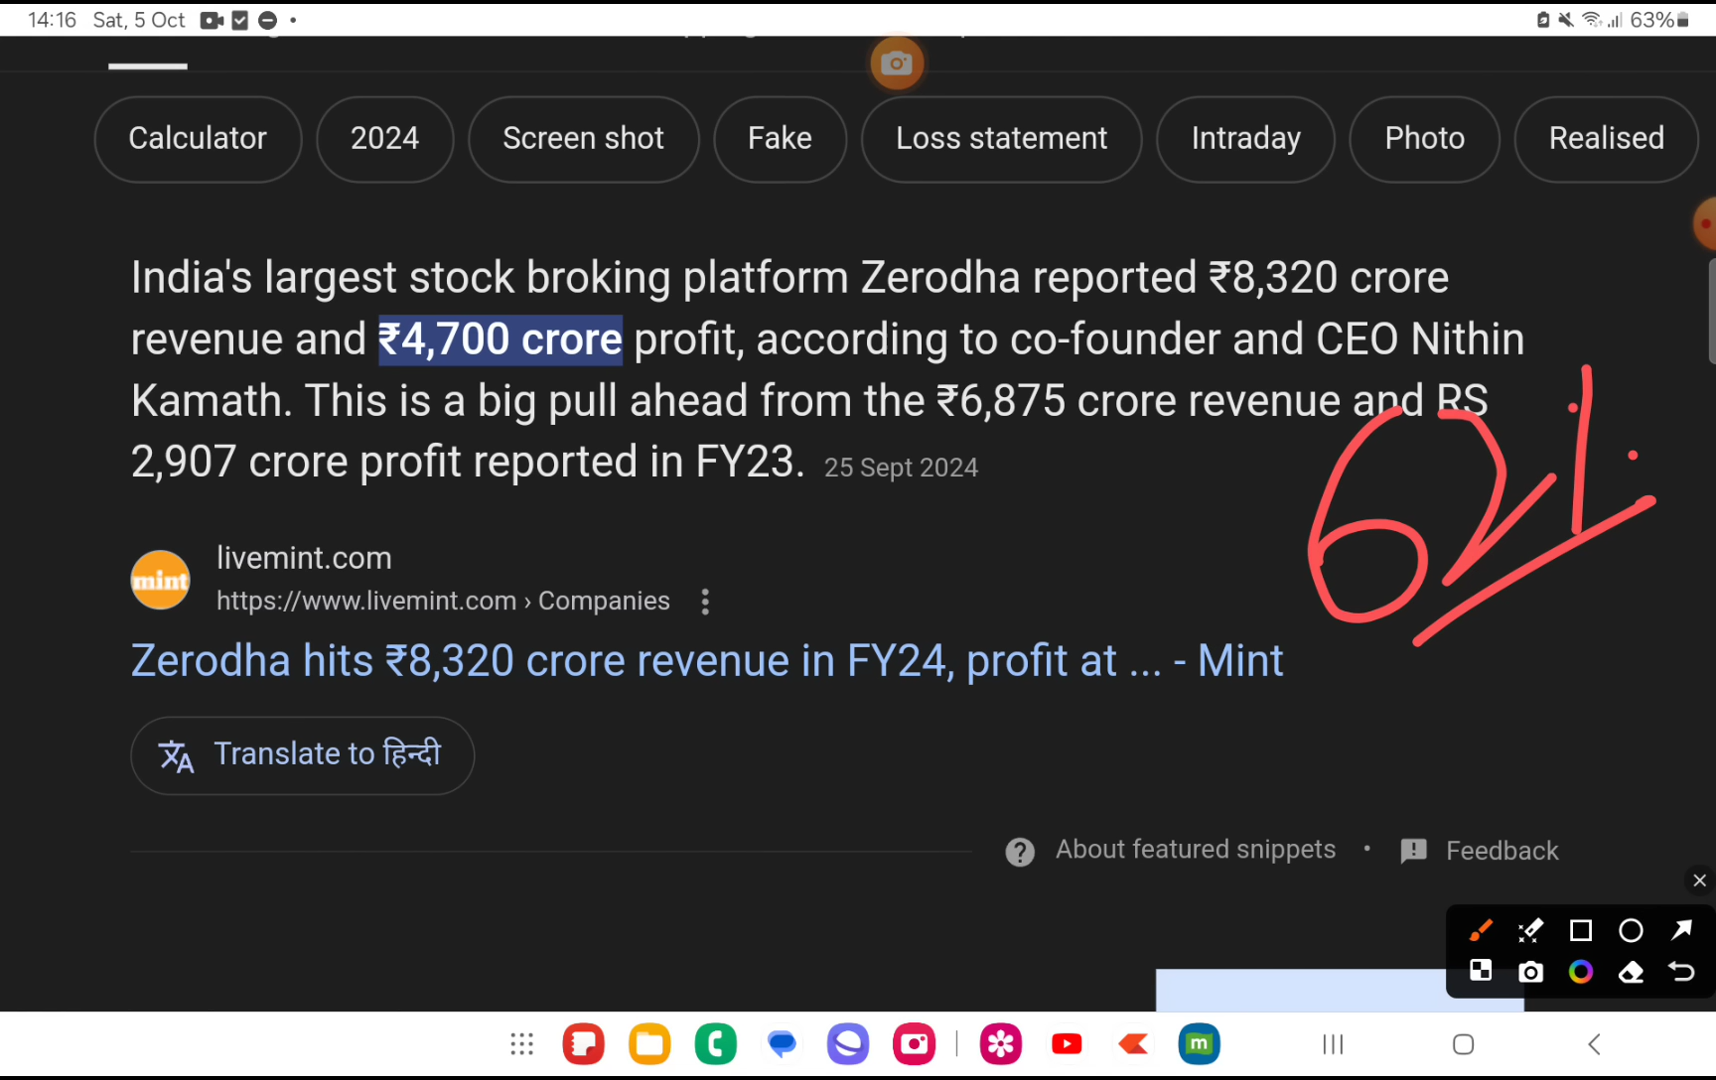 14:16 Sat, 5 Oct 63%
Calculator 2024 Screen shot Fake Loss statement Intraday Photo Realised
India's largest stock broking platform Zerodha reported ₹8,320 crore
revenue and ₹4,700 crore profit, according to co-founder and CEO Nithin
Kamath. This is a big pull ahead from the ₹6,875 crore revenue and RS
2,907 crore profit reported in FY23. 25 Sept 2024
62%
mint
livemint.com
https://www.livemint.com › Companies
Zerodha hits ₹8,320 crore revenue in FY24, profit at ... - Mint
Translate to हिन्दी
About featured snippets • Feedback
m